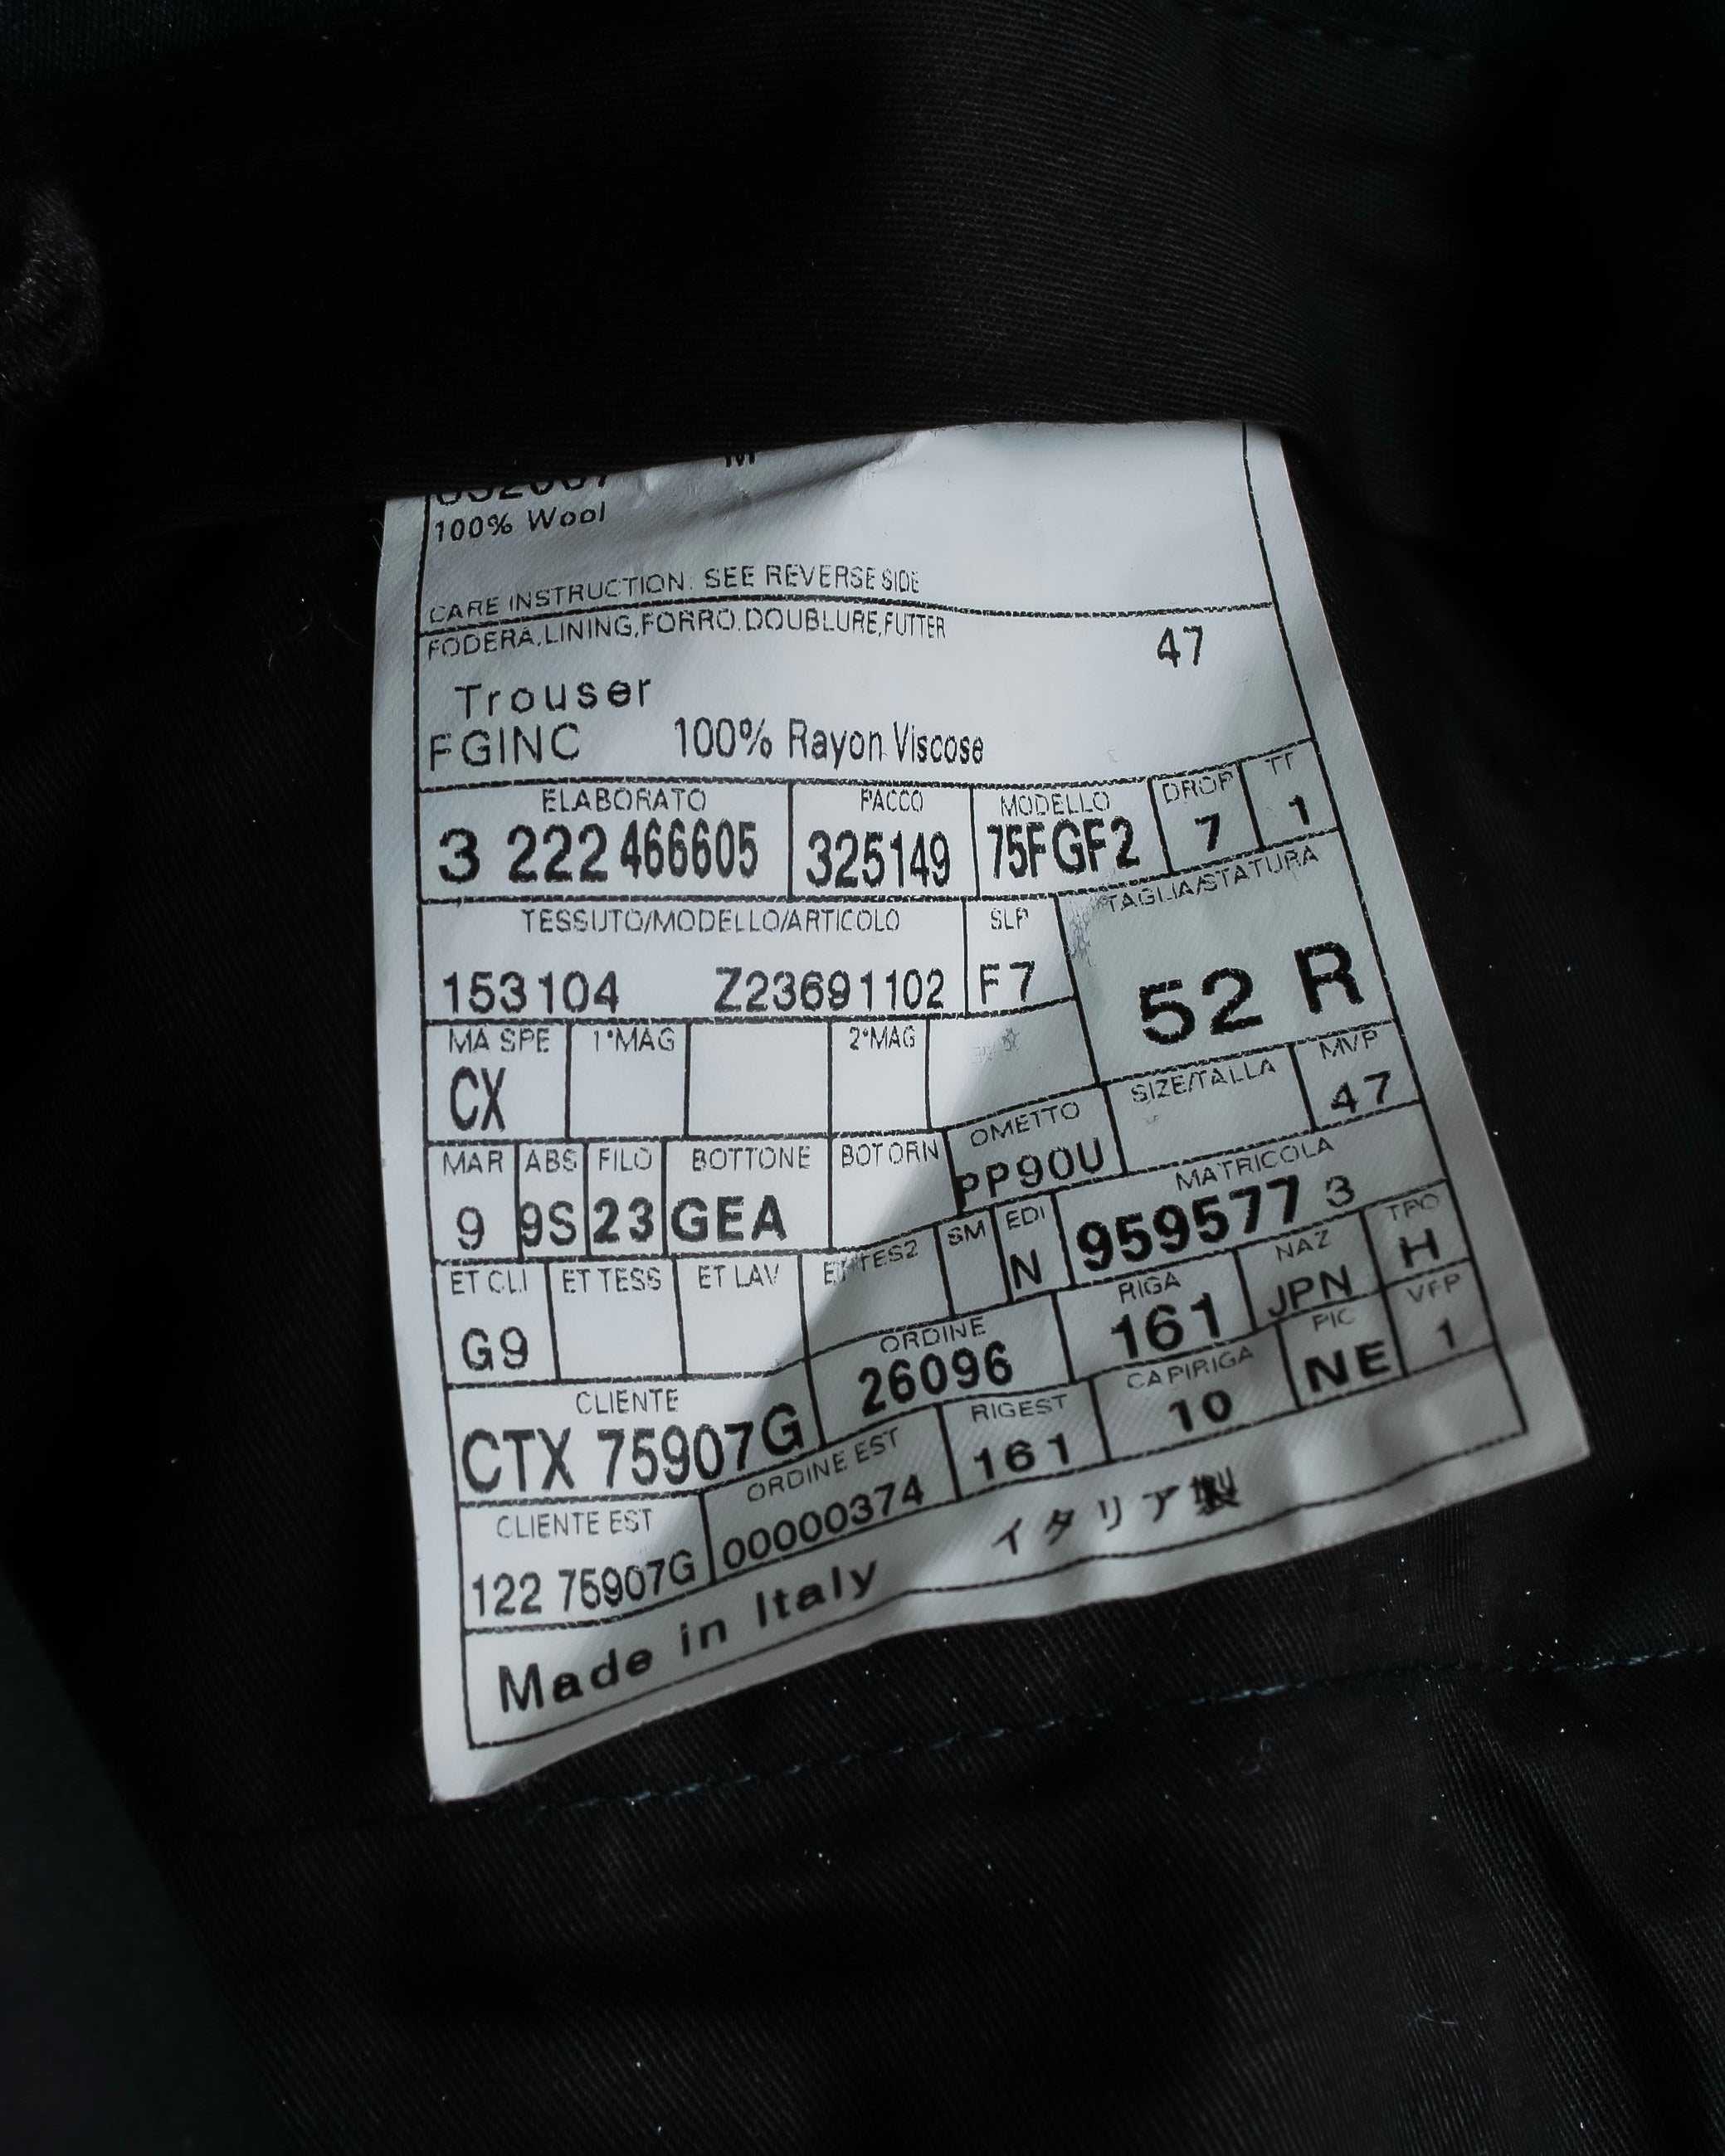 100% Wool
CARE INSTRUCTION: SEE REVERSE SIDE
FODERA,LINING,FORRO,DOUBLURE,FUTTER
47
Trouser
FGINC 100% Rayon Viscose
ELABORATO PACCO MODELLO DROP TT
3 222466605 325149 75FGF2 7 1
TESSUTO/MODELLO/ARTICOLO SLP TAGLIA/STATURA
153104 Z23691102 F7 52 R
MA SPE 1°MAG 2°MAG SIZE/TALLA MVP
CX 47
MAR ABS FILO BOTTONE BOT ORN OMETTO MATRICOLA
9 9S 23 GEA PP90U 959577 3
ET CLI ET TESS ET LAV ET TES2 SM EDI RIGA NAZ TPO
G9 N 161 JPN H
CLIENTE ORDINE CAPIRIGA PIC VFP
CTX 75907G 26096 10 NE 1
CLIENTE EST ORDINE EST RIGEST
122 75907G 00000374 161
Made in Italy イタリア製